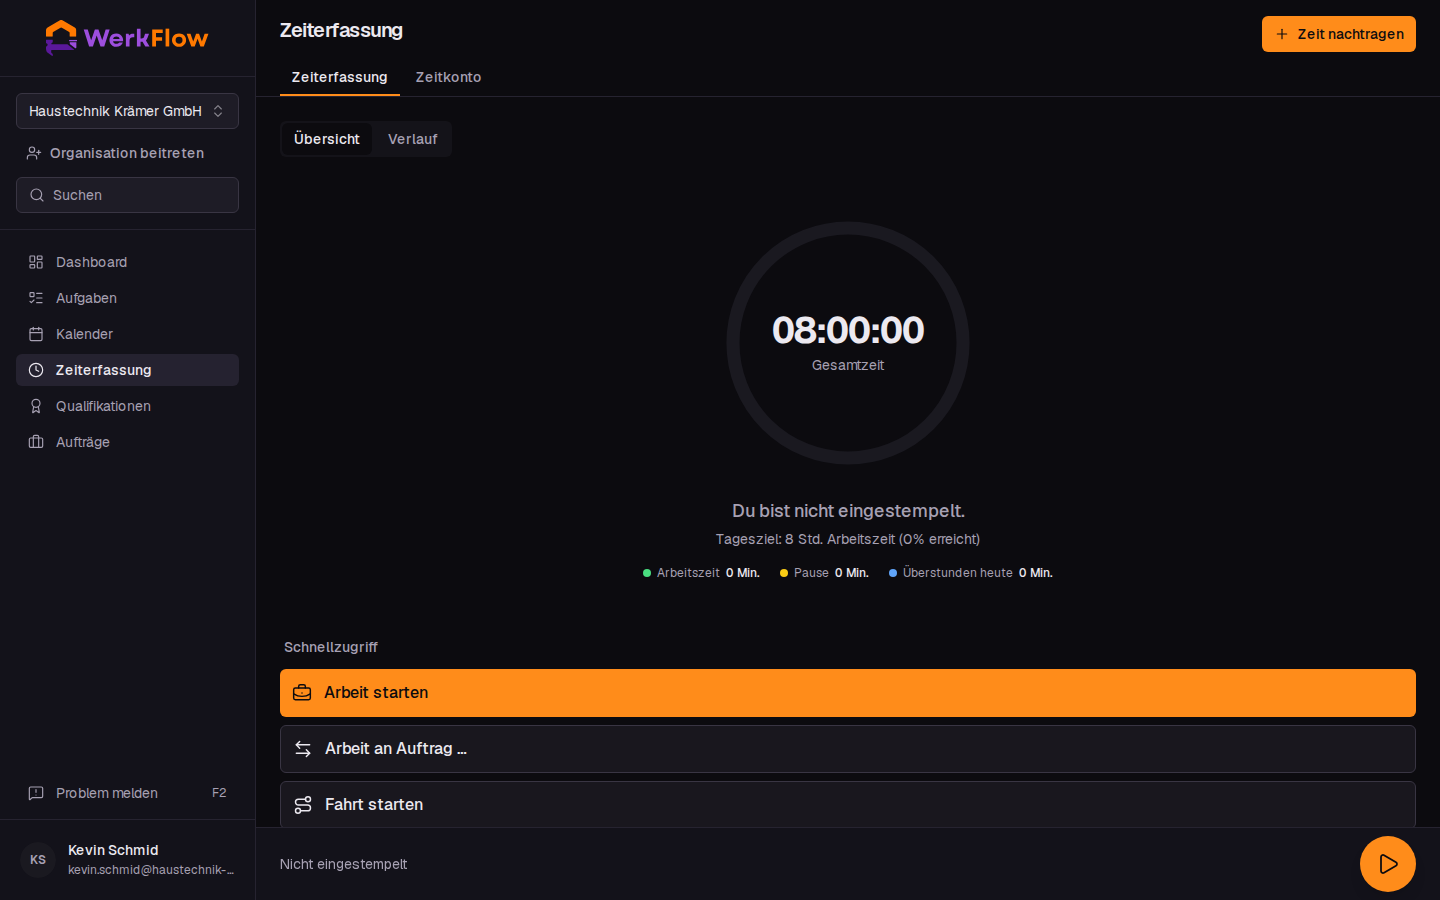 WerkFlow
Haustechnik Krämer GmbH
Organisation beitreten
Suchen
Dashboard
Aufgaben
Kalender
Zeiterfassung
Qualifikationen
Aufträge
Problem melden F2
KS
Kevin Schmid
kevin.schmid@haustechnik-...
Zeiterfassung
Zeit nachtragen
Zeiterfassung Zeitkonto
Übersicht Verlauf
08:00:00
Gesamtzeit
Du bist nicht eingestempelt.
Tagesziel: 8 Std. Arbeitszeit (0% erreicht)
Arbeitszeit 0 Min. Pause 0 Min. Überstunden heute 0 Min.
Schnellzugriff
Arbeit starten
Arbeit an Auftrag ...
Fahrt starten
Nicht eingestempelt